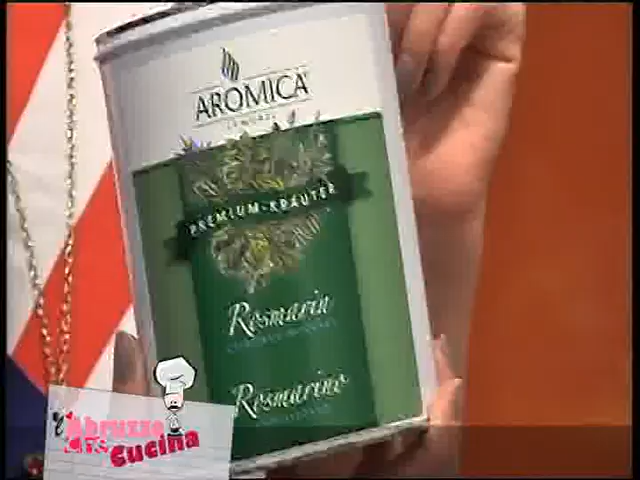 AROMICA
PREMIUM-KRÄUTER
Rosmarin
Rosmarino
l'Abruzzo
in Cucina